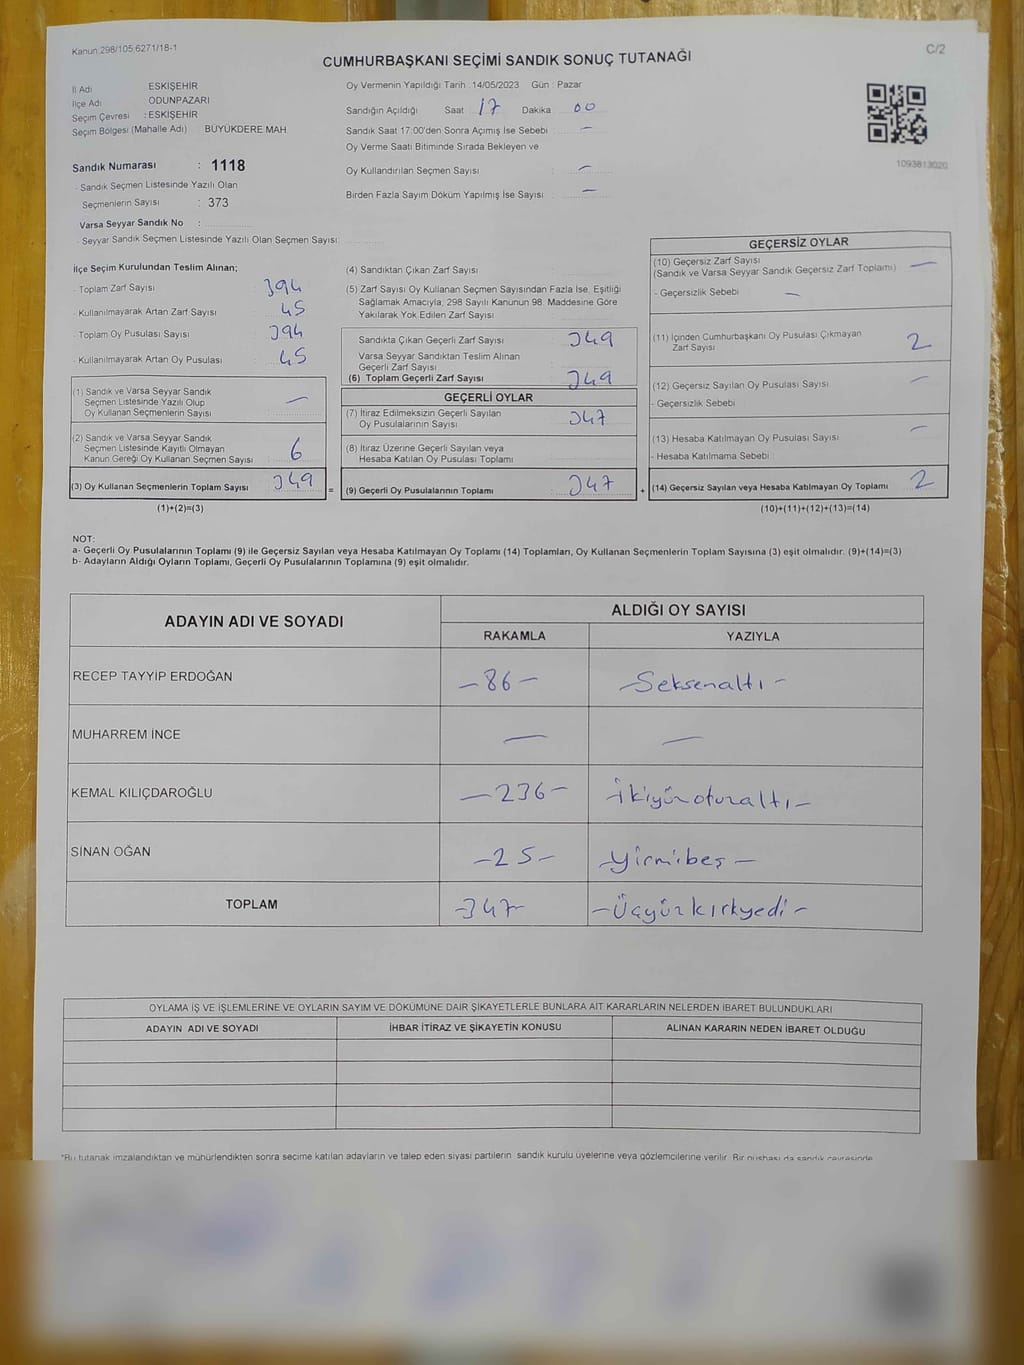 Kanun:298/105,6271/18-1
C/2
CUMHURBAŞKANI SEÇİMİ SANDIK SONUÇ TUTANAĞI
İl Adı ESKİŞEHİR
İlçe Adı ODUNPAZARI
Seçim Çevresi : ESKİŞEHİR
Seçim Bölgesi (Mahalle Adı) BÜYÜKDERE MAH
Sandık Numarası : 1118
- Sandık Seçmen Listesinde Yazılı Olan
Seçmenlerin Sayısı : 373
Varsa Seyyar Sandık No :
- Seyyar Sandık Seçmen Listesinde Yazılı Olan Seçmen Sayısı:
Oy Vermenin Yapıldığı Tarih : 14/05/2023 Gün : Pazar
Sandığın Açıldığı Saat 17 Dakika 00
Sandık Saat 17:00'den Sonra Açımış İse Sebebi : —
Oy Verme Saati Bitiminde Sırada Bekleyen ve
Oy Kullandırılan Seçmen Sayısı : —
Birden Fazla Sayım Döküm Yapılmış İse Sayısı : —
1093813020
İlçe Seçim Kurulundan Teslim Alınan;
- Toplam Zarf Sayısı : 394
- Kullanılmayarak Artan Zarf Sayısı : 45
- Toplam Oy Pusulası Sayısı : 394
- Kullanılmayarak Artan Oy Pusulası : 45
(1) Sandık ve Varsa Seyyar Sandık
Seçmen Listesinde Yazılı Olup
Oy Kullanan Seçmenlerin Sayısı : —
(2) Sandık ve Varsa Seyyar Sandık
Seçmen Listesinde Kayıtlı Olmayan
Kanun Gereği Oy Kullanan Seçmen Sayısı : 6
(3) Oy Kullanan Seçmenlerin Toplam Sayısı 349 =
(1)+(2)=(3)
(4) Sandıktan Çıkan Zarf Sayısı :
(5) Zarf Sayısı Oy Kullanan Seçmen Sayısından Fazla İse, Eşitliği
Sağlamak Amacıyla, 298 Sayılı Kanunun 98. Maddesine Göre
Yakılarak Yok Edilen Zarf Sayısı :
Sandıkta Çıkan Geçerli Zarf Sayısı : 349
Varsa Seyyar Sandıktan Teslim Alınan
Geçerli Zarf Sayısı :
(6) Toplam Geçerli Zarf Sayısı : 349
GEÇERLİ OYLAR
(7) İtiraz Edilmeksizin Geçerli Sayılan
Oy Pusulalarının Sayısı : 347
(8) İtiraz Üzerine Geçerli Sayılan veya
Hesaba Katılan Oy Pusulası Toplamı :
(9) Geçerli Oy Pusulalarının Toplamı : 347 +
GEÇERSİZ OYLAR
(10) Geçersiz Zarf Sayısı :
(Sandık ve Varsa Seyyar Sandık Geçersiz Zarf Toplamı) —
- Geçersizlik Sebebi : —
(11) İçinden Cumhurbaşkanı Oy Pusulası Çıkmayan
Zarf Sayısı : 2
(12) Geçersiz Sayılan Oy Pusulası Sayısı : —
- Geçersizlik Sebebi :
(13) Hesaba Katılmayan Oy Pusulası Sayısı : —
- Hesaba Katılmama Sebebi :
(14) Geçersiz Sayılan veya Hesaba Katılmayan Oy Toplamı : 2
(10)+(11)+(12)+(13)=(14)
NOT:
a- Geçerli Oy Pusulalarının Toplamı (9) ile Geçersiz Sayılan veya Hesaba Katılmayan Oy Toplamı (14) Toplamları, Oy Kullanan Seçmenlerin Toplam Sayısına (3) eşit olmalıdır. (9)+(14)=(3)
b- Adayların Aldığı Oyların Toplamı, Geçerli Oy Pusulalarının Toplamına (9) eşit olmalıdır.
ADAYIN ADI VE SOYADI ALDIĞI OY SAYISI
RAKAMLA YAZIYLA
RECEP TAYYİP ERDOĞAN –86– –Seksenaltı–
MUHARREM İNCE — —
KEMAL KILIÇDAROĞLU –236– –İkiyüzotuzaltı–
SİNAN OĞAN –25– –yirmibeş–
TOPLAM –347– –Üçyüzkırkyedi–
OYLAMA İŞ VE İŞLEMLERİNE VE OYLARIN SAYIM VE DÖKÜMÜNE DAİR ŞİKAYETLERLE BUNLARA AİT KARARLARIN NELERDEN İBARET BULUNDUKLARI
ADAYIN ADI VE SOYADI İHBAR İTİRAZ VE ŞİKAYETİN KONUSU ALINAN KARARIN NEDEN İBARET OLDUĞU
*Bu tutanak imzalandıktan ve mühürlendikten sonra seçime katılan adayların ve talep eden siyasi partilerin sandık kurulu üyelerine veya gözlemcilerine verilir. Bir nüshası da sandık çevresinde